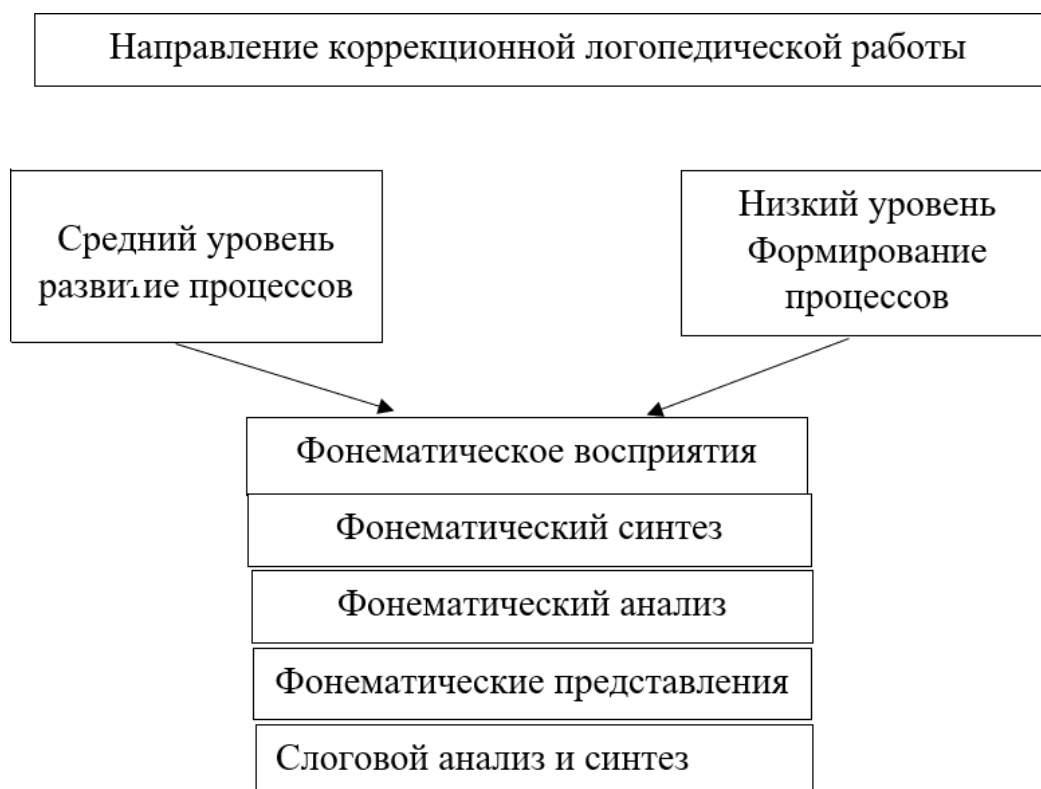 Направление коррекционной логопедической работы
Средний уровень
развитие процессов
Низкий уровень
Формирование
процессов
Фонематическое восприятия
Фонематический синтез
Фонематический анализ
Фонематические представления
Слоговой анализ и синтез